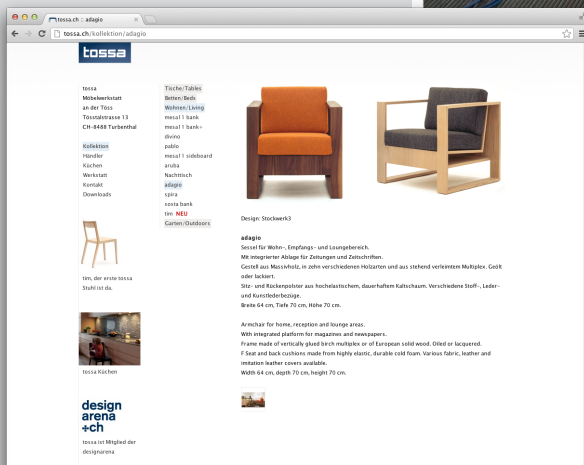 tossa.ch :: adagio
tossa.ch/kollektion/adagio
tossa
tossa
Möbelwerkstatt
an der Töss
Tösstalstrasse 13
CH-8488 Turbenthal
Kollektion
Händler
Küchen
Werkstatt
Kontakt
Downloads
tim, der erste tossa
Stuhl ist da.
tossa Küchen
design
arena
+ch
tossa ist Mitglied der
designarena
Tische/Tables
Betten/Beds
Wohnen/Living
mesa! 1 bank
mesa! 1 bank+
divino
pablo
mesa! 1 sideboard
aruba
Nachttisch
adagio
spira
sosta bank
tim NEU
Garten/Outdoors
Design: Stockwerk3
adagio
Sessel für Wohn-, Empfangs- und Loungebereich.
Mit integrierter Ablage für Zeitungen und Zeitschriften.
Gestell aus Massivholz, in zehn verschiedenen Holzarten und aus stehend verleimtem Multiplex. Geölt
oder lackiert.
Sitz- und Rückenpolster aus hochelastischem, dauerhaftem Kaltschaum. Verschiedene Stoff-, Leder-
und Kunstlederbezüge.
Breite 64 cm, Tiefe 70 cm, Höhe 70 cm.
Armchair for home, reception and lounge areas.
With integrated platform for magazines and newspapers.
Frame made of vertically glued birch multiplex or of European solid wood. Oiled or lacquered.
F Seat and back cushions made from highly elastic, durable cold foam. Various fabric, leather and
imitation leather covers available.
Width 64 cm, depth 70 cm, height 70 cm.